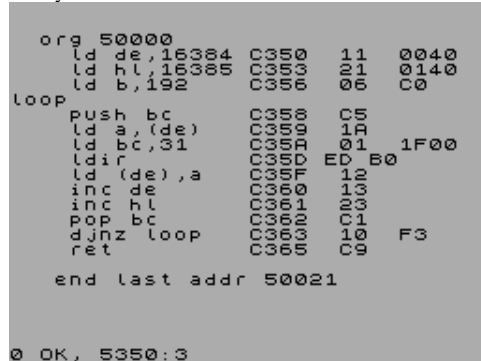 org 50000
ld de,16384 C350 11 0040
ld hl,16385 C353 21 0140
ld b,192 C356 06 C0
loop
push bc C358 C5
ld a,(de) C359 1A
ld bc,31 C35A 01 1F00
ldir C35D ED B0
ld (de),a C35F 12
inc de C360 13
inc hl C361 23
pop bc C362 C1
djnz loop C363 10 F3
ret C365 C9
end last addr 50021
0 OK, 5350:3